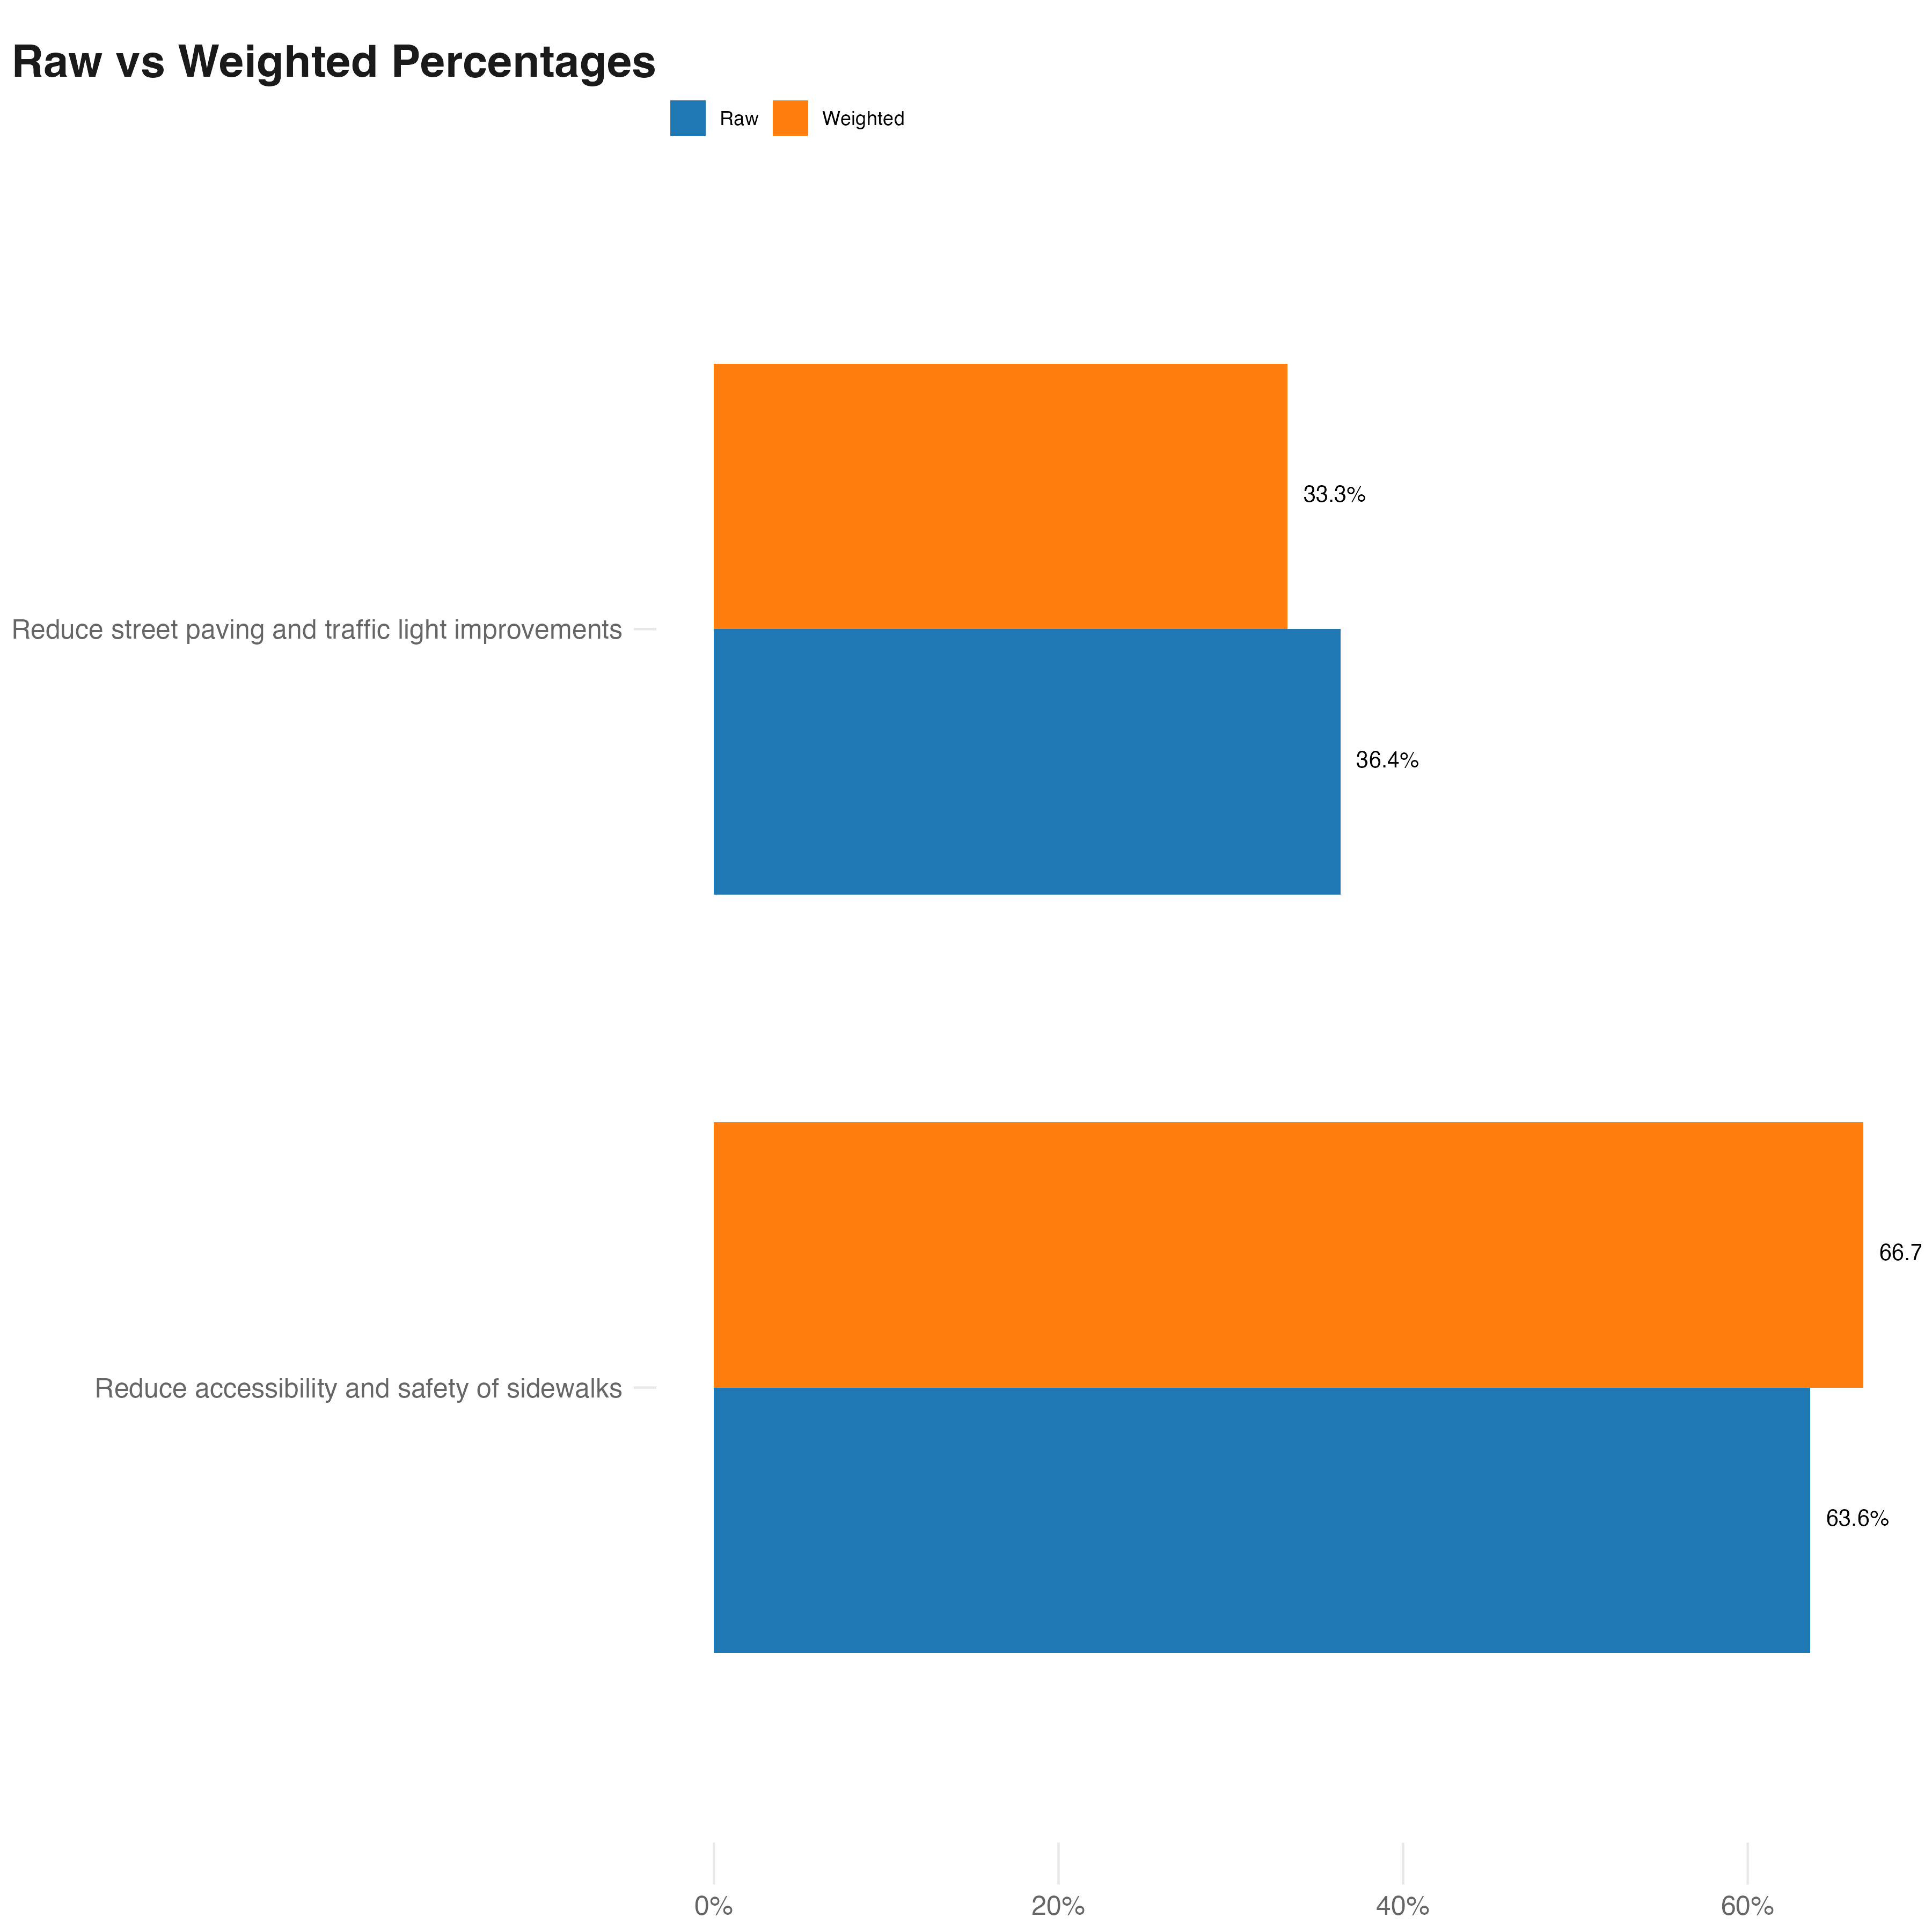 Raw vs Weighted Percentages
Raw Weighted
33.3%
Reduce street paving and traffic light improvements
36.4%
66.7
Reduce accessibility and safety of sidewalks
63.6%
0% 20% 40% 60%